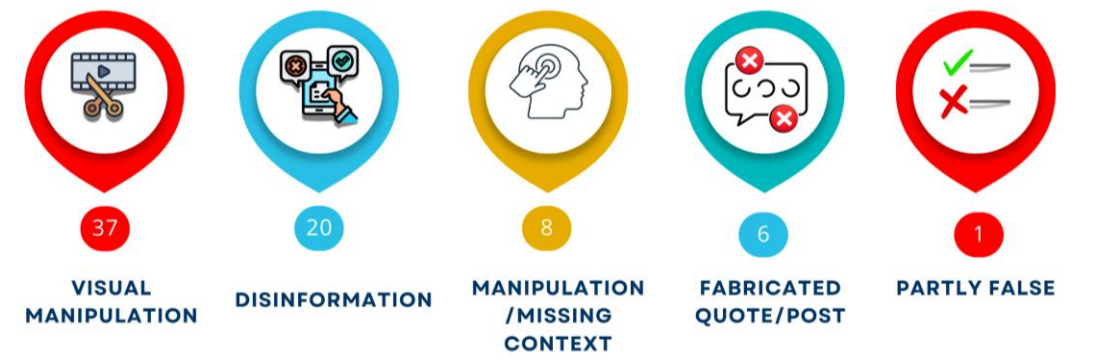 37
VISUAL
MANIPULATION
20
DISINFORMATION
8
MANIPULATION
/MISSING
CONTEXT
6
FABRICATED
QUOTE/POST
1
PARTLY FALSE